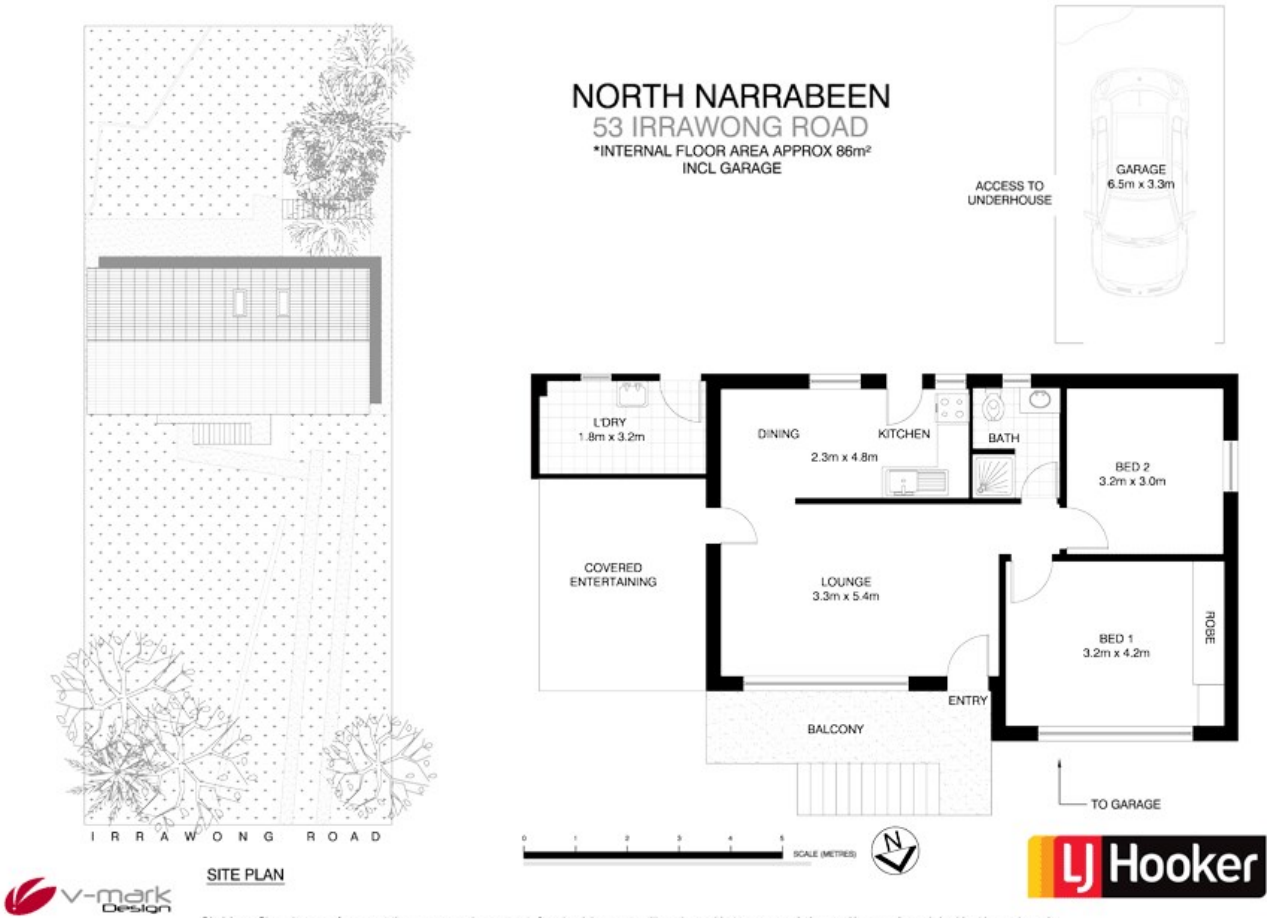 NORTH NARRABEEN
53 IRRAWONG ROAD
*INTERNAL FLOOR AREA APPROX 86m²
INCL GARAGE
ACCESS TO
UNDERHOUSE
GARAGE
6.5m x 3.3m
L'DRY
1.8m x 3.2m
DINING
KITCHEN
2.3m x 4.8m
BATH
BED 2
3.2m x 3.0m
COVERED
ENTERTAINING
LOUNGE
3.3m x 5.4m
BED 1
3.2m x 4.2m
ROBE
ENTRY
BALCONY
TO GARAGE
IRRAWONG ROAD
SITE PLAN
0 1 2 3 4 5
SCALE (METRES)
N
v-mark
Design
LJ Hooker